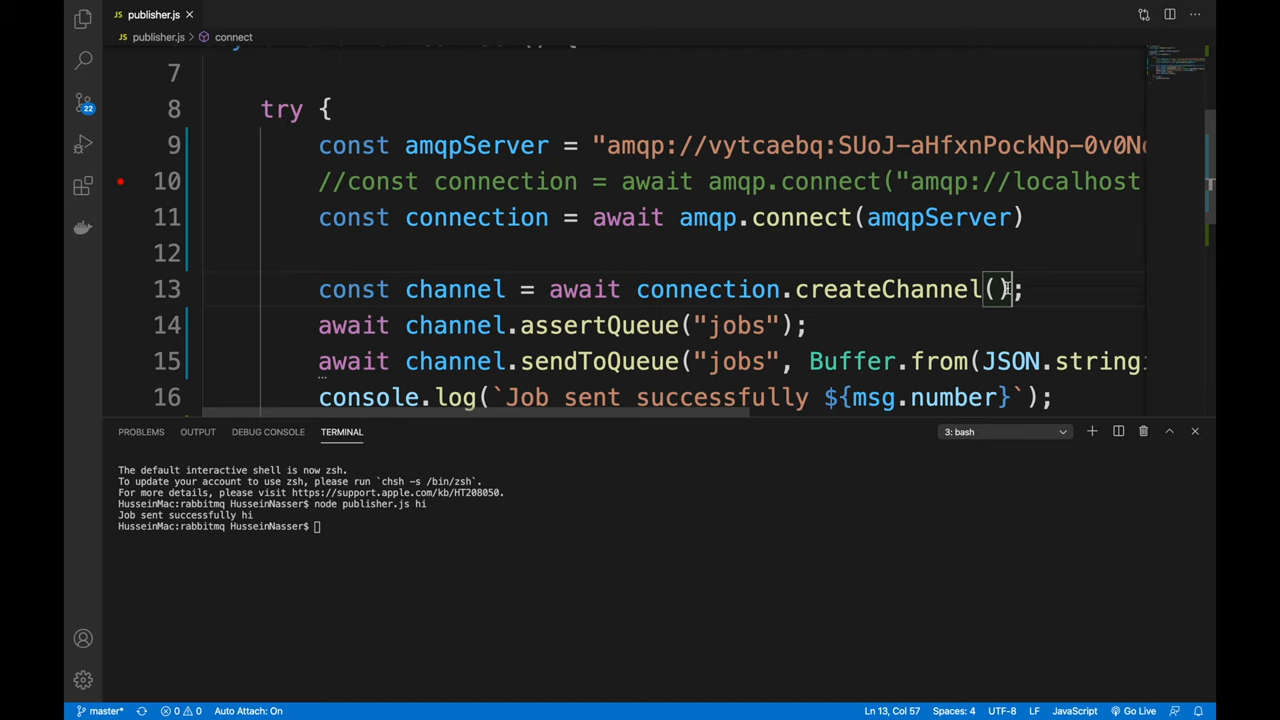 JS publisher.js
JS publisher.js > connect
7
8 try {
9 const amqpServer = "amqp://vytcaebq:SUoJ-aHfxnPockNp-0v0N
10 //const connection = await amqp.connect("amqp://localhost
11 const connection = await amqp.connect(amqpServer)
12
13 const channel = await connection.createChannel();
14 await channel.assertQueue("jobs");
15 await channel.sendToQueue("jobs", Buffer.from(JSON.string
16 console.log(`Job sent successfully ${msg.number}`);
22
PROBLEMS OUTPUT DEBUG CONSOLE TERMINAL 3: bash
The default interactive shell is now zsh.
To update your account to use zsh, please run `chsh -s /bin/zsh`.
For more details, please visit https://support.apple.com/kb/HT208050.
HusseinMac:rabbitmq HusseinNasser$ node publisher.js hi
Job sent successfully hi
HusseinMac:rabbitmq HusseinNasser$
master* 0 0 Auto Attach: On Ln 13, Col 57 Spaces: 4 UTF-8 LF JavaScript Go Live